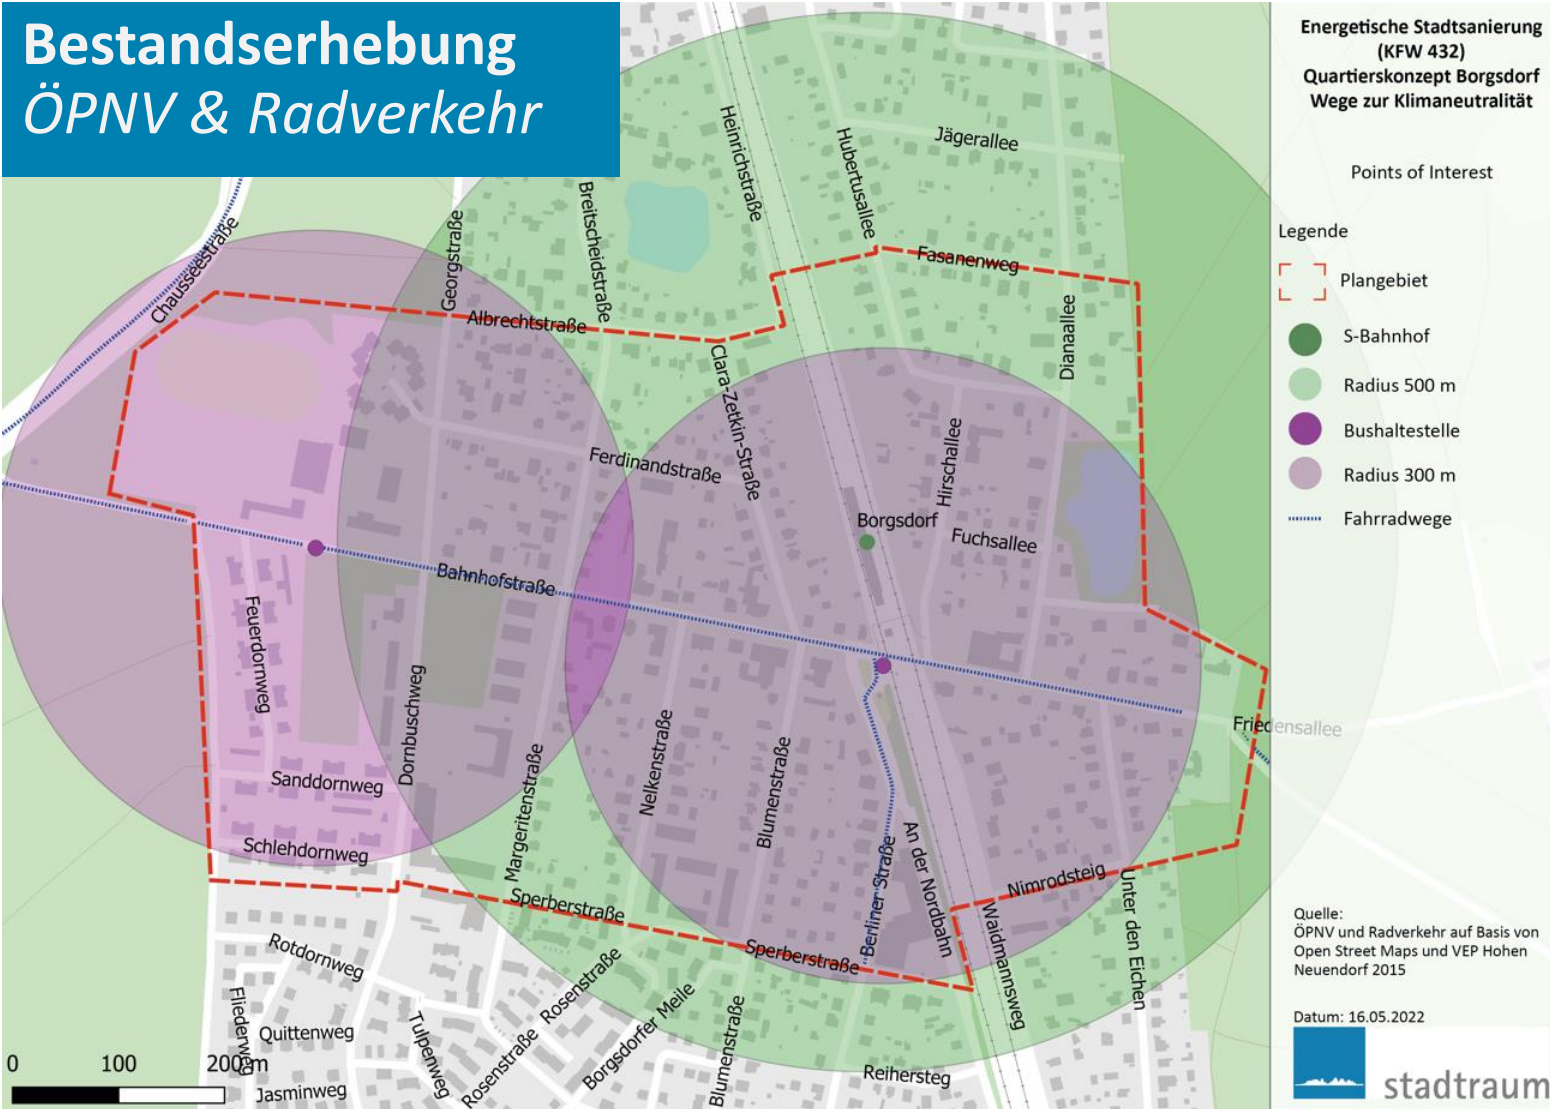 Bestandserhebung
ÖPNV & Radverkehr
Energetische Stadtsanierung
(KFW 432)
Quartierskonzept Borgsdorf
Wege zur Klimaneutralität
Points of Interest
Legende
Plangebiet
S-Bahnhof
Radius 500 m
Bushaltestelle
Radius 300 m
Fahrradwege
Heinrichstraße
Hubertusallee
Jägerallee
Chausseestraße
Georgstraße
Breitscheidstraße
Fasanenweg
Albrechtstraße
Dianaallee
Clara-Zetkin-Straße
Ferdinandstraße
Hirschallee
Borgsdorf
Fuchsallee
Bahnhofstraße
Feuerdornweg
Dornbuschweg
Margeritenstraße
Nelkenstraße
Blumenstraße
Friedensallee
Sanddornweg
Schlehdornweg
Berliner Straße
An der Nordbahn
Nimrodsteig
Unter den Eichen
Waidmannsweg
Sperberstraße
Sperberstraße
Rotdornweg
Fliederweg
Quittenweg
Tulpenweg
Rosenstraße
Rosenstraße
Borgsdorfer Meile
Blumenstraße
Reihersteg
Jasminweg
0 100 200 m
Quelle:
ÖPNV und Radverkehr auf Basis von
Open Street Maps und VEP Hohen
Neuendorf 2015
Datum: 16.05.2022
stadtraum